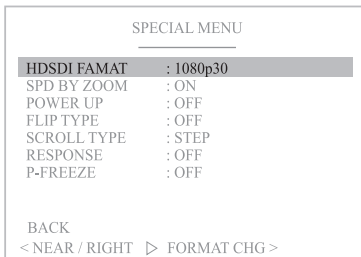 SPECIAL MENU
HDSDI FAMAT : 1080p30
SPD BY ZOOM : ON
POWER UP : OFF
FLIP TYPE : OFF
SCROLL TYPE : STEP
RESPONSE : OFF
P-FREEZE : OFF
BACK
< NEAR / RIGHT ▷ FORMAT CHG >